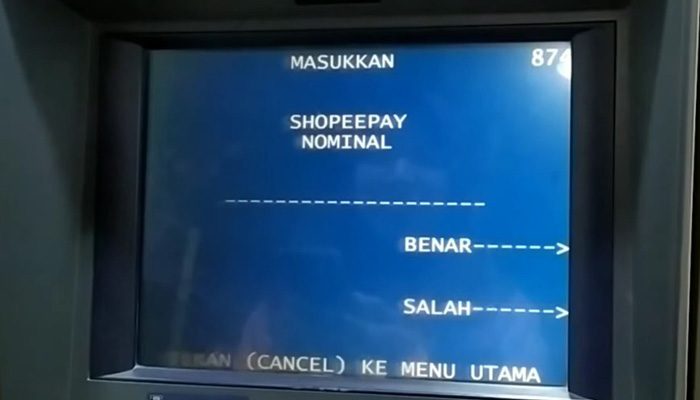 MASUKKAN
SHOPEEPAY
NOMINAL
-------------------
BENAR------>
SALAH------>
(CANCEL) KE MENU UTAMA